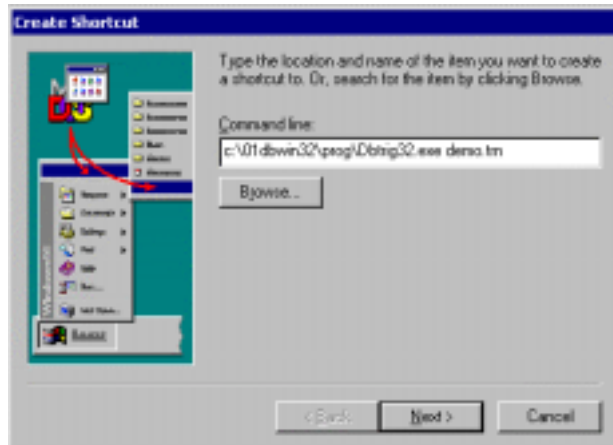 Create Shortcut
Type the location and name of the item you want to create
a shortcut to. Or, search for the item by clicking Browse.
Command line:
c:\01dbwin32\prog\Dbtrig32.exe demo.trn
Browse...
< Back
Next >
Cancel